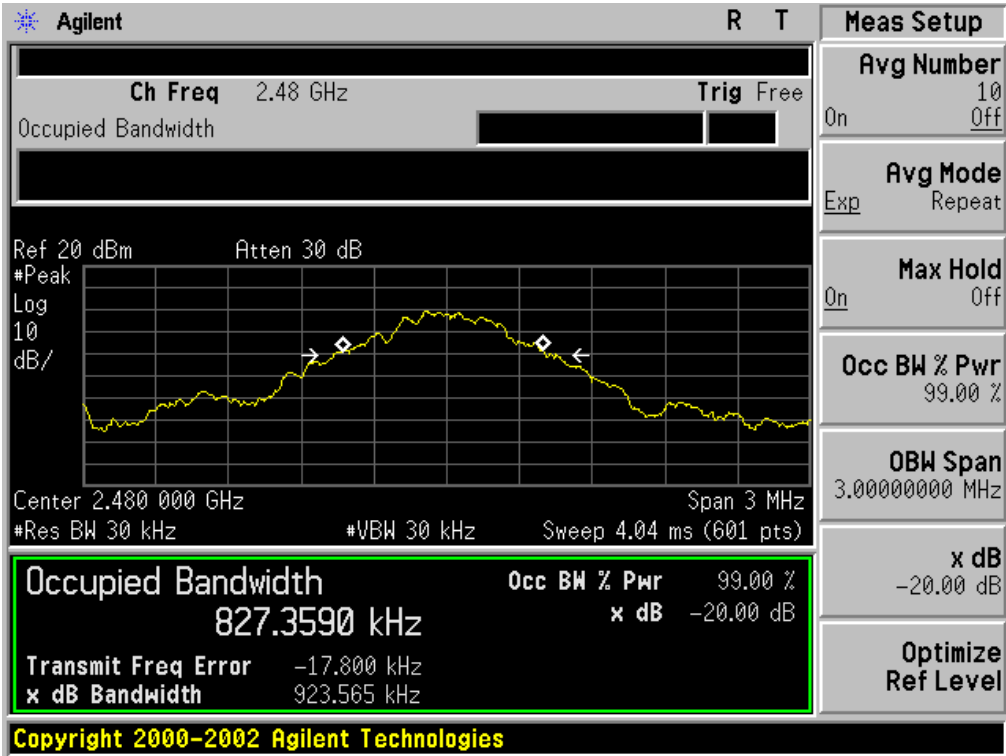 Agilent R T
Meas Setup
Ch Freq 2.48 GHz Trig Free
Occupied Bandwidth
Ref 20 dBm Atten 30 dB
#Peak
Log
10
dB/
Center 2.480 000 GHz Span 3 MHz
#Res BW 30 kHz #VBW 30 kHz Sweep 4.04 ms (601 pts)
Occupied Bandwidth
827.3590 kHz
Occ BW % Pwr 99.00 %
x dB -20.00 dB
Transmit Freq Error -17.800 kHz
x dB Bandwidth 923.565 kHz
Avg Number
10
On Off
Avg Mode
Exp Repeat
Max Hold
On Off
Occ BW % Pwr
99.00 %
OBW Span
3.00000000 MHz
x dB
-20.00 dB
Optimize
Ref Level
Copyright 2000-2002 Agilent Technologies